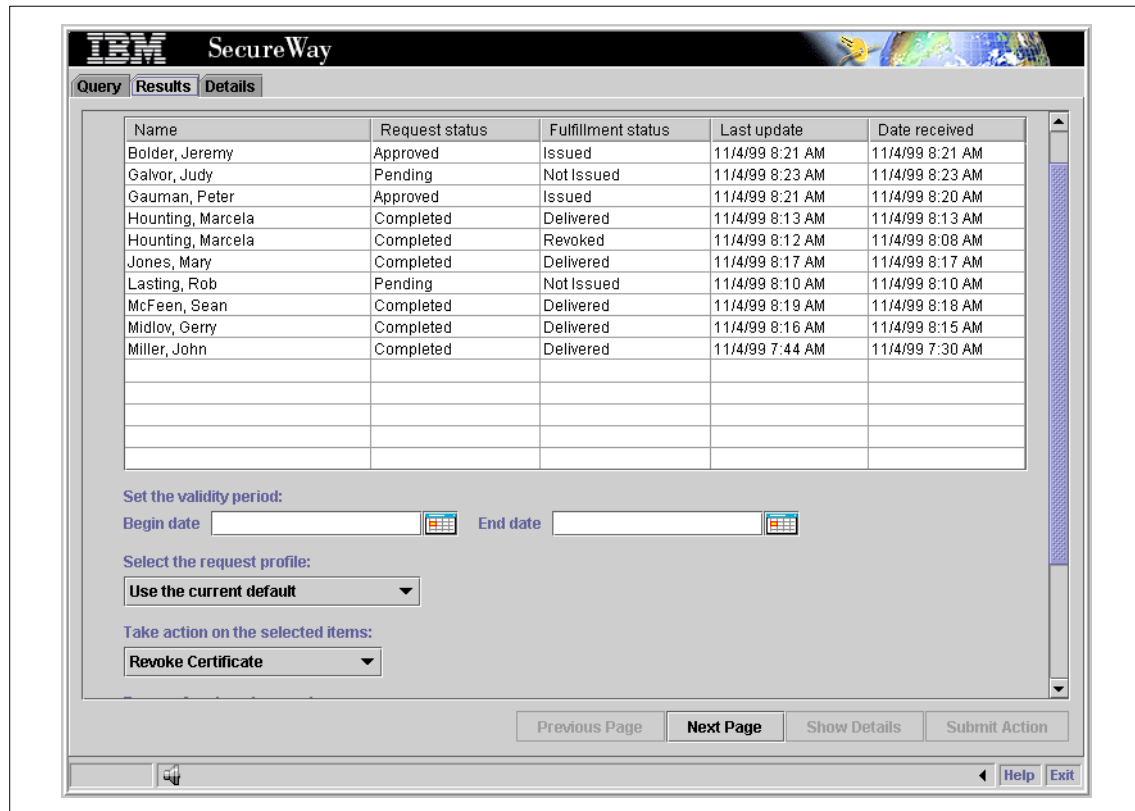 IBM SecureWay
Query Results Details
Name Request status Fulfillment status Last update Date received
Bolder, Jeremy Approved Issued 11/4/99 8:21 AM 11/4/99 8:21 AM
Galvor, Judy Pending Not Issued 11/4/99 8:23 AM 11/4/99 8:23 AM
Gauman, Peter Approved Issued 11/4/99 8:21 AM 11/4/99 8:20 AM
Hounting, Marcela Completed Delivered 11/4/99 8:13 AM 11/4/99 8:13 AM
Hounting, Marcela Completed Revoked 11/4/99 8:12 AM 11/4/99 8:08 AM
Jones, Mary Completed Delivered 11/4/99 8:17 AM 11/4/99 8:17 AM
Lasting, Rob Pending Not Issued 11/4/99 8:10 AM 11/4/99 8:10 AM
McFeen, Sean Completed Delivered 11/4/99 8:19 AM 11/4/99 8:18 AM
Midlov, Gerry Completed Delivered 11/4/99 8:16 AM 11/4/99 8:15 AM
Miller, John Completed Delivered 11/4/99 7:44 AM 11/4/99 7:30 AM
Set the validity period:
Begin date End date
Select the request profile:
Use the current default
Take action on the selected items:
Revoke Certificate
Previous Page Next Page Show Details Submit Action
Help Exit